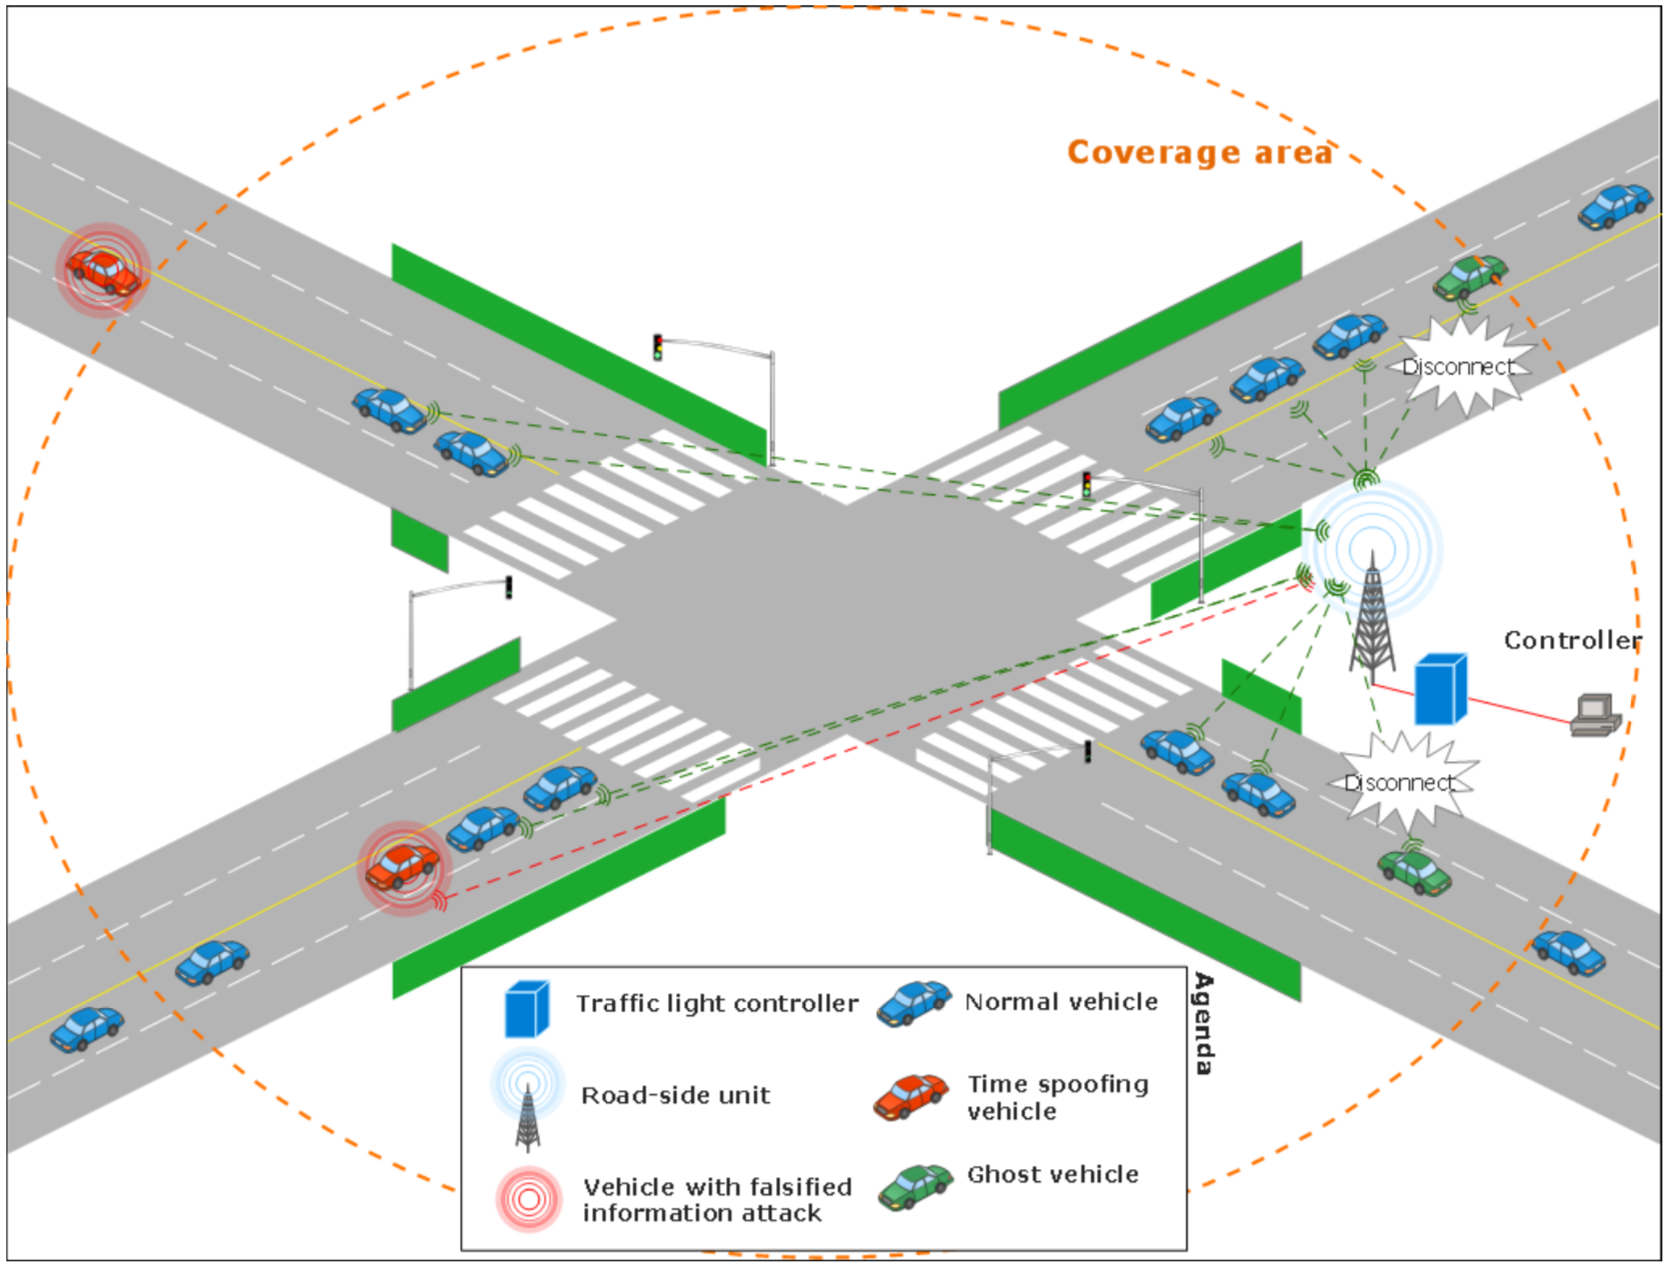 Coverage area
Disconnect
Controller
Disconnect
Agenda
Traffic light controller
Normal vehicle
Road-side unit
Time spoofing
vehicle
Vehicle with falsified
information attack
Ghost vehicle